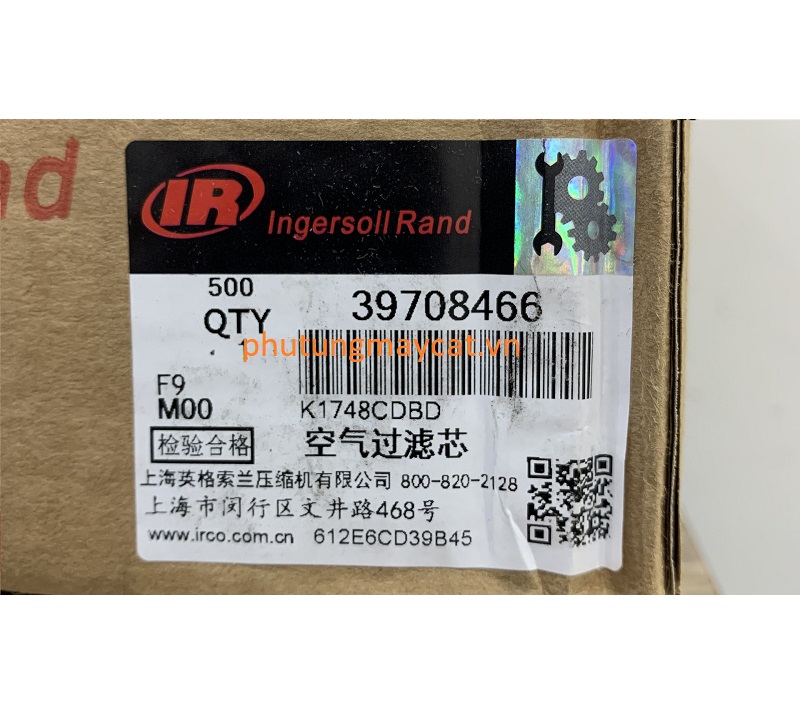 nd
IR
Ingersoll Rand
500
39708466
QTY
phutungmaycat.vn
F9
M00
K1748CDBD
检验合格
空气过滤芯
上海英格索兰压缩机有限公司 800-820-2128
上海市闵行区文井路468号
www.irco.com.cn 612E6CD39B45